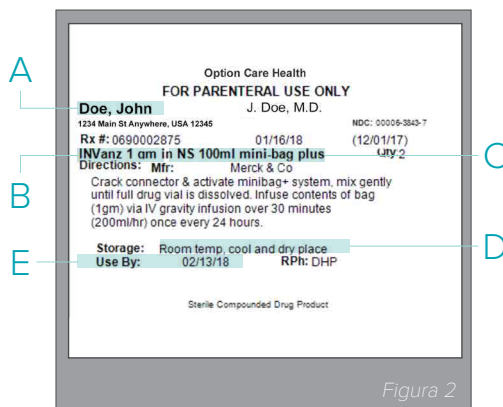 Option Care Health
FOR PARENTERAL USE ONLY
A
Doe, John J. Doe, M.D.
1234 Main St Anywhere, USA 12345 NDC: 00006-3843-7
Rx #: 0690002875 01/16/18 (12/01/17)
B INVanz 1 gm in NS 100ml mini-bag plus Qty 2 C
Directions: Mfr: Merck & Co
Crack connector & activate minibag+ system, mix gently
until full drug vial is dissolved. Infuse contents of bag
(1gm) via IV gravity infusion over 30 minutes
(200ml/hr) once every 24 hours.
D
Storage: Room temp, cool and dry place
E Use By: 02/13/18 RPh: DHP
Sterile Compounded Drug Product
Figura 2